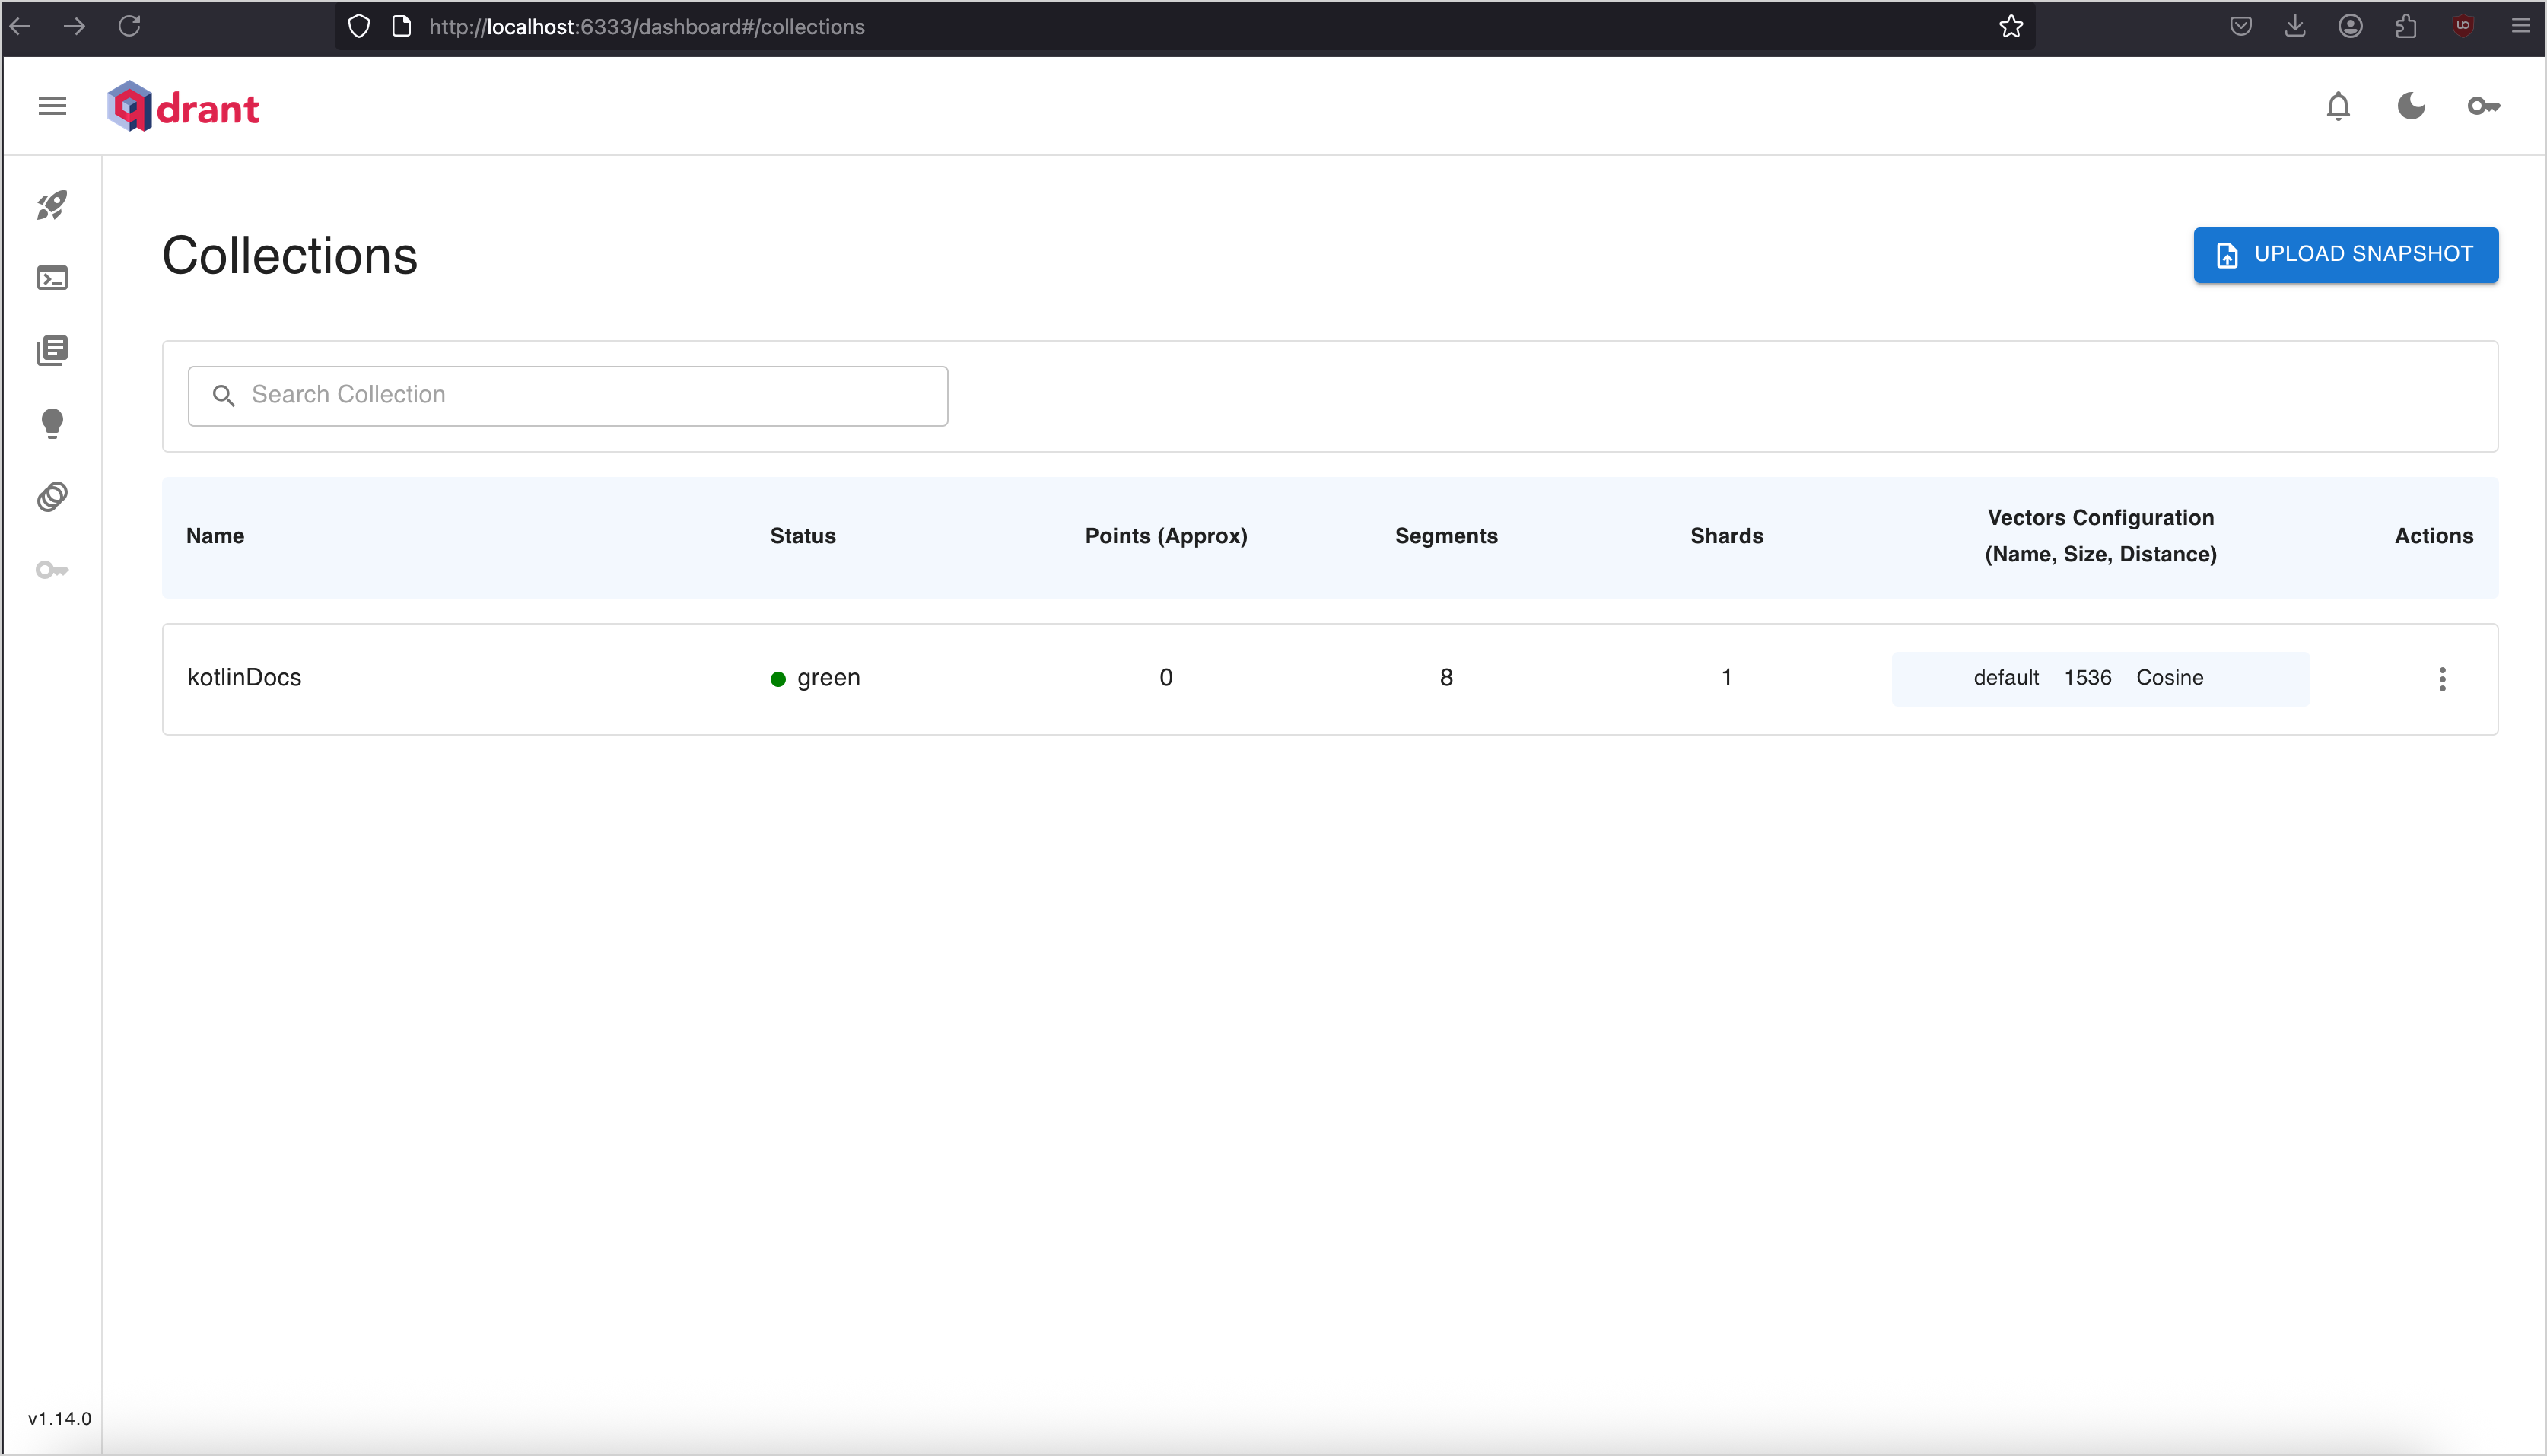 http://localhost:6333/dashboard#/collections
qdrant
Collections
UPLOAD SNAPSHOT
Search Collection
Name Status Points (Approx) Segments Shards Vectors Configuration (Name, Size, Distance) Actions
kotlinDocs green 0 8 1 default 1536 Cosine
v1.14.0